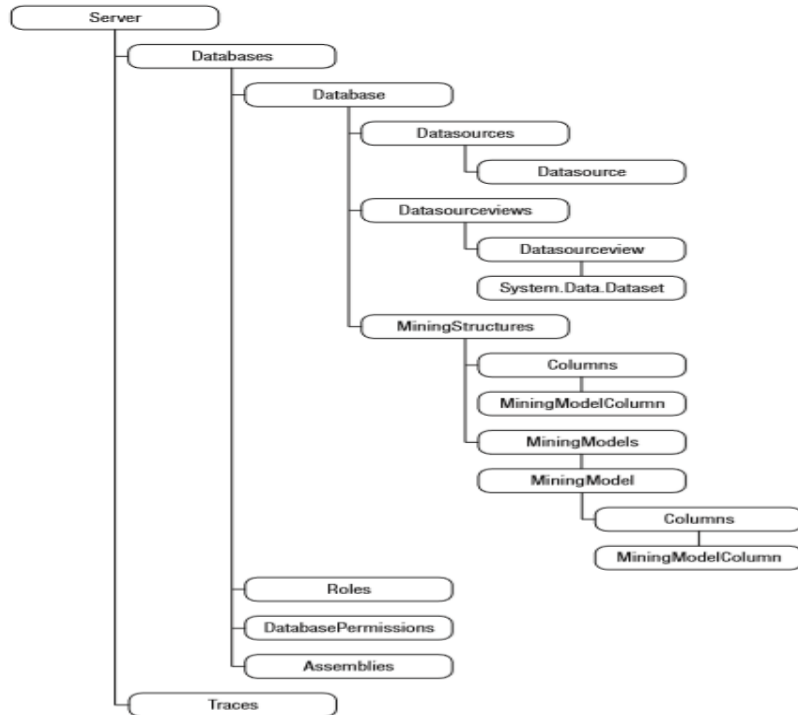 Server
Databases
Database
Datasources
Datasource
Datasourceviews
Datasourceview
System.Data.Dataset
MiningStructures
Columns
MiningModelColumn
MiningModels
MiningModel
Columns
MiningModelColumn
Roles
DatabasePermissions
Assemblies
Traces